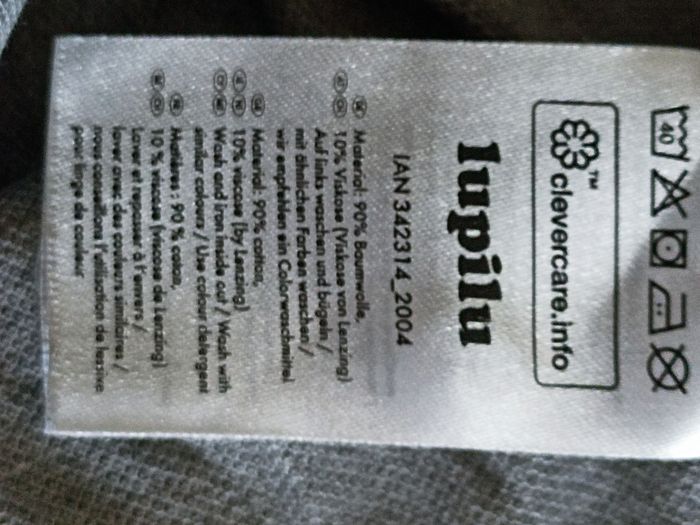 40
clevercare.info
TM
lupilu
IAN 342314_2004
Material: 90% Baumwolle,
10% Viskose (Viskose von Lenzing)
Auf links waschen und bügeln /
mit ähnlichen Farben waschen /
wir empfehlen ein Colorwaschmittel
Material: 90% cotton,
10% viscose (by Lenzing)
Wash and iron inside out / Wash with
similar colours / Use colour detergent
Matières : 90 % coton,
10 % viscose (viscose de Lenzing)
Laver et repasser à l'envers /
laver avec des couleurs similaires /
nous conseillons l'utilisation de lessive
pour linge de couleur